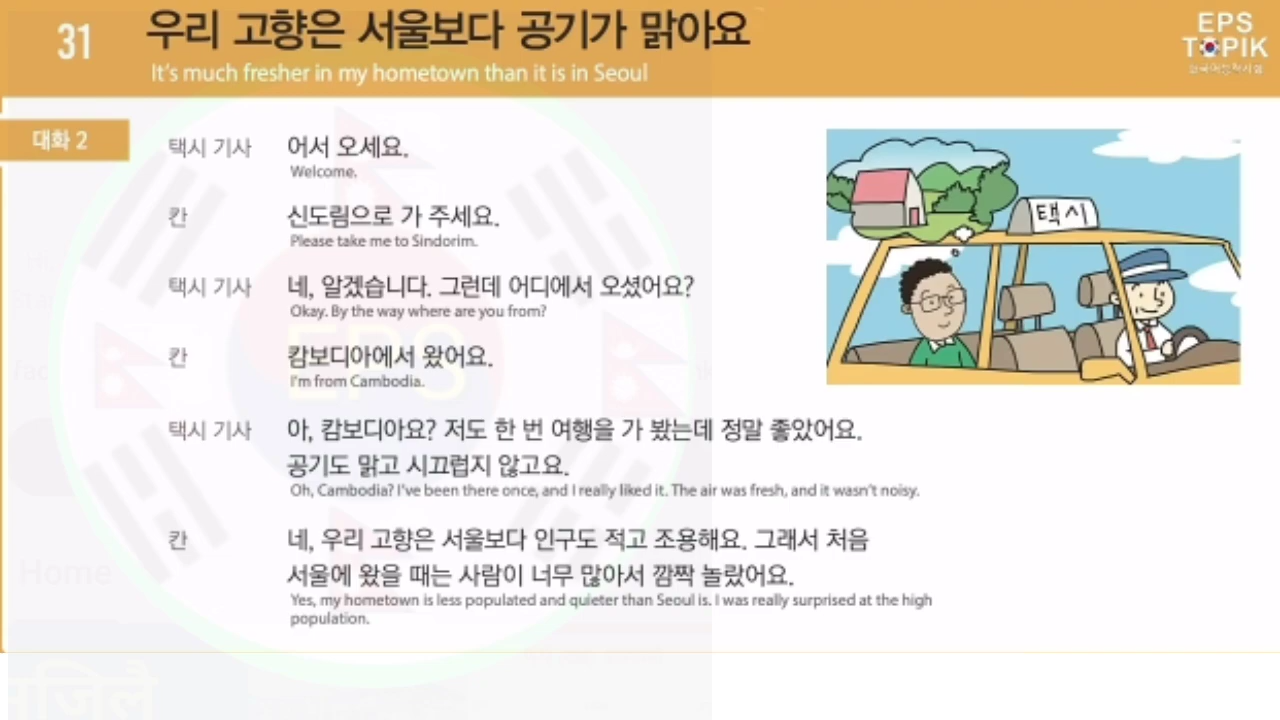 31
우리 고향은 서울보다 공기가 맑아요
It's much fresher in my hometown than it is in Seoul
EPS
TOPIK
한국어능력시험
대화 2
택시 기사 어서 오세요.
Welcome.
칸 신도림으로 가 주세요.
Please take me to Sindorim.
택시 기사 네, 알겠습니다. 그런데 어디에서 오셨어요?
Okay. By the way where are you from?
칸 캄보디아에서 왔어요.
I'm from Cambodia.
택시 기사 아, 캄보디아요? 저도 한 번 여행을 가 봤는데 정말 좋았어요.
공기도 맑고 시끄럽지 않고요.
Oh, Cambodia? I've been there once, and I really liked it. The air was fresh, and it wasn't noisy.
칸 네, 우리 고향은 서울보다 인구도 적고 조용해요. 그래서 처음
서울에 왔을 때는 사람이 너무 많아서 깜짝 놀랐어요.
Yes, my hometown is less populated and quieter than Seoul is. I was really surprised at the high
population.
택시
EPS
Home